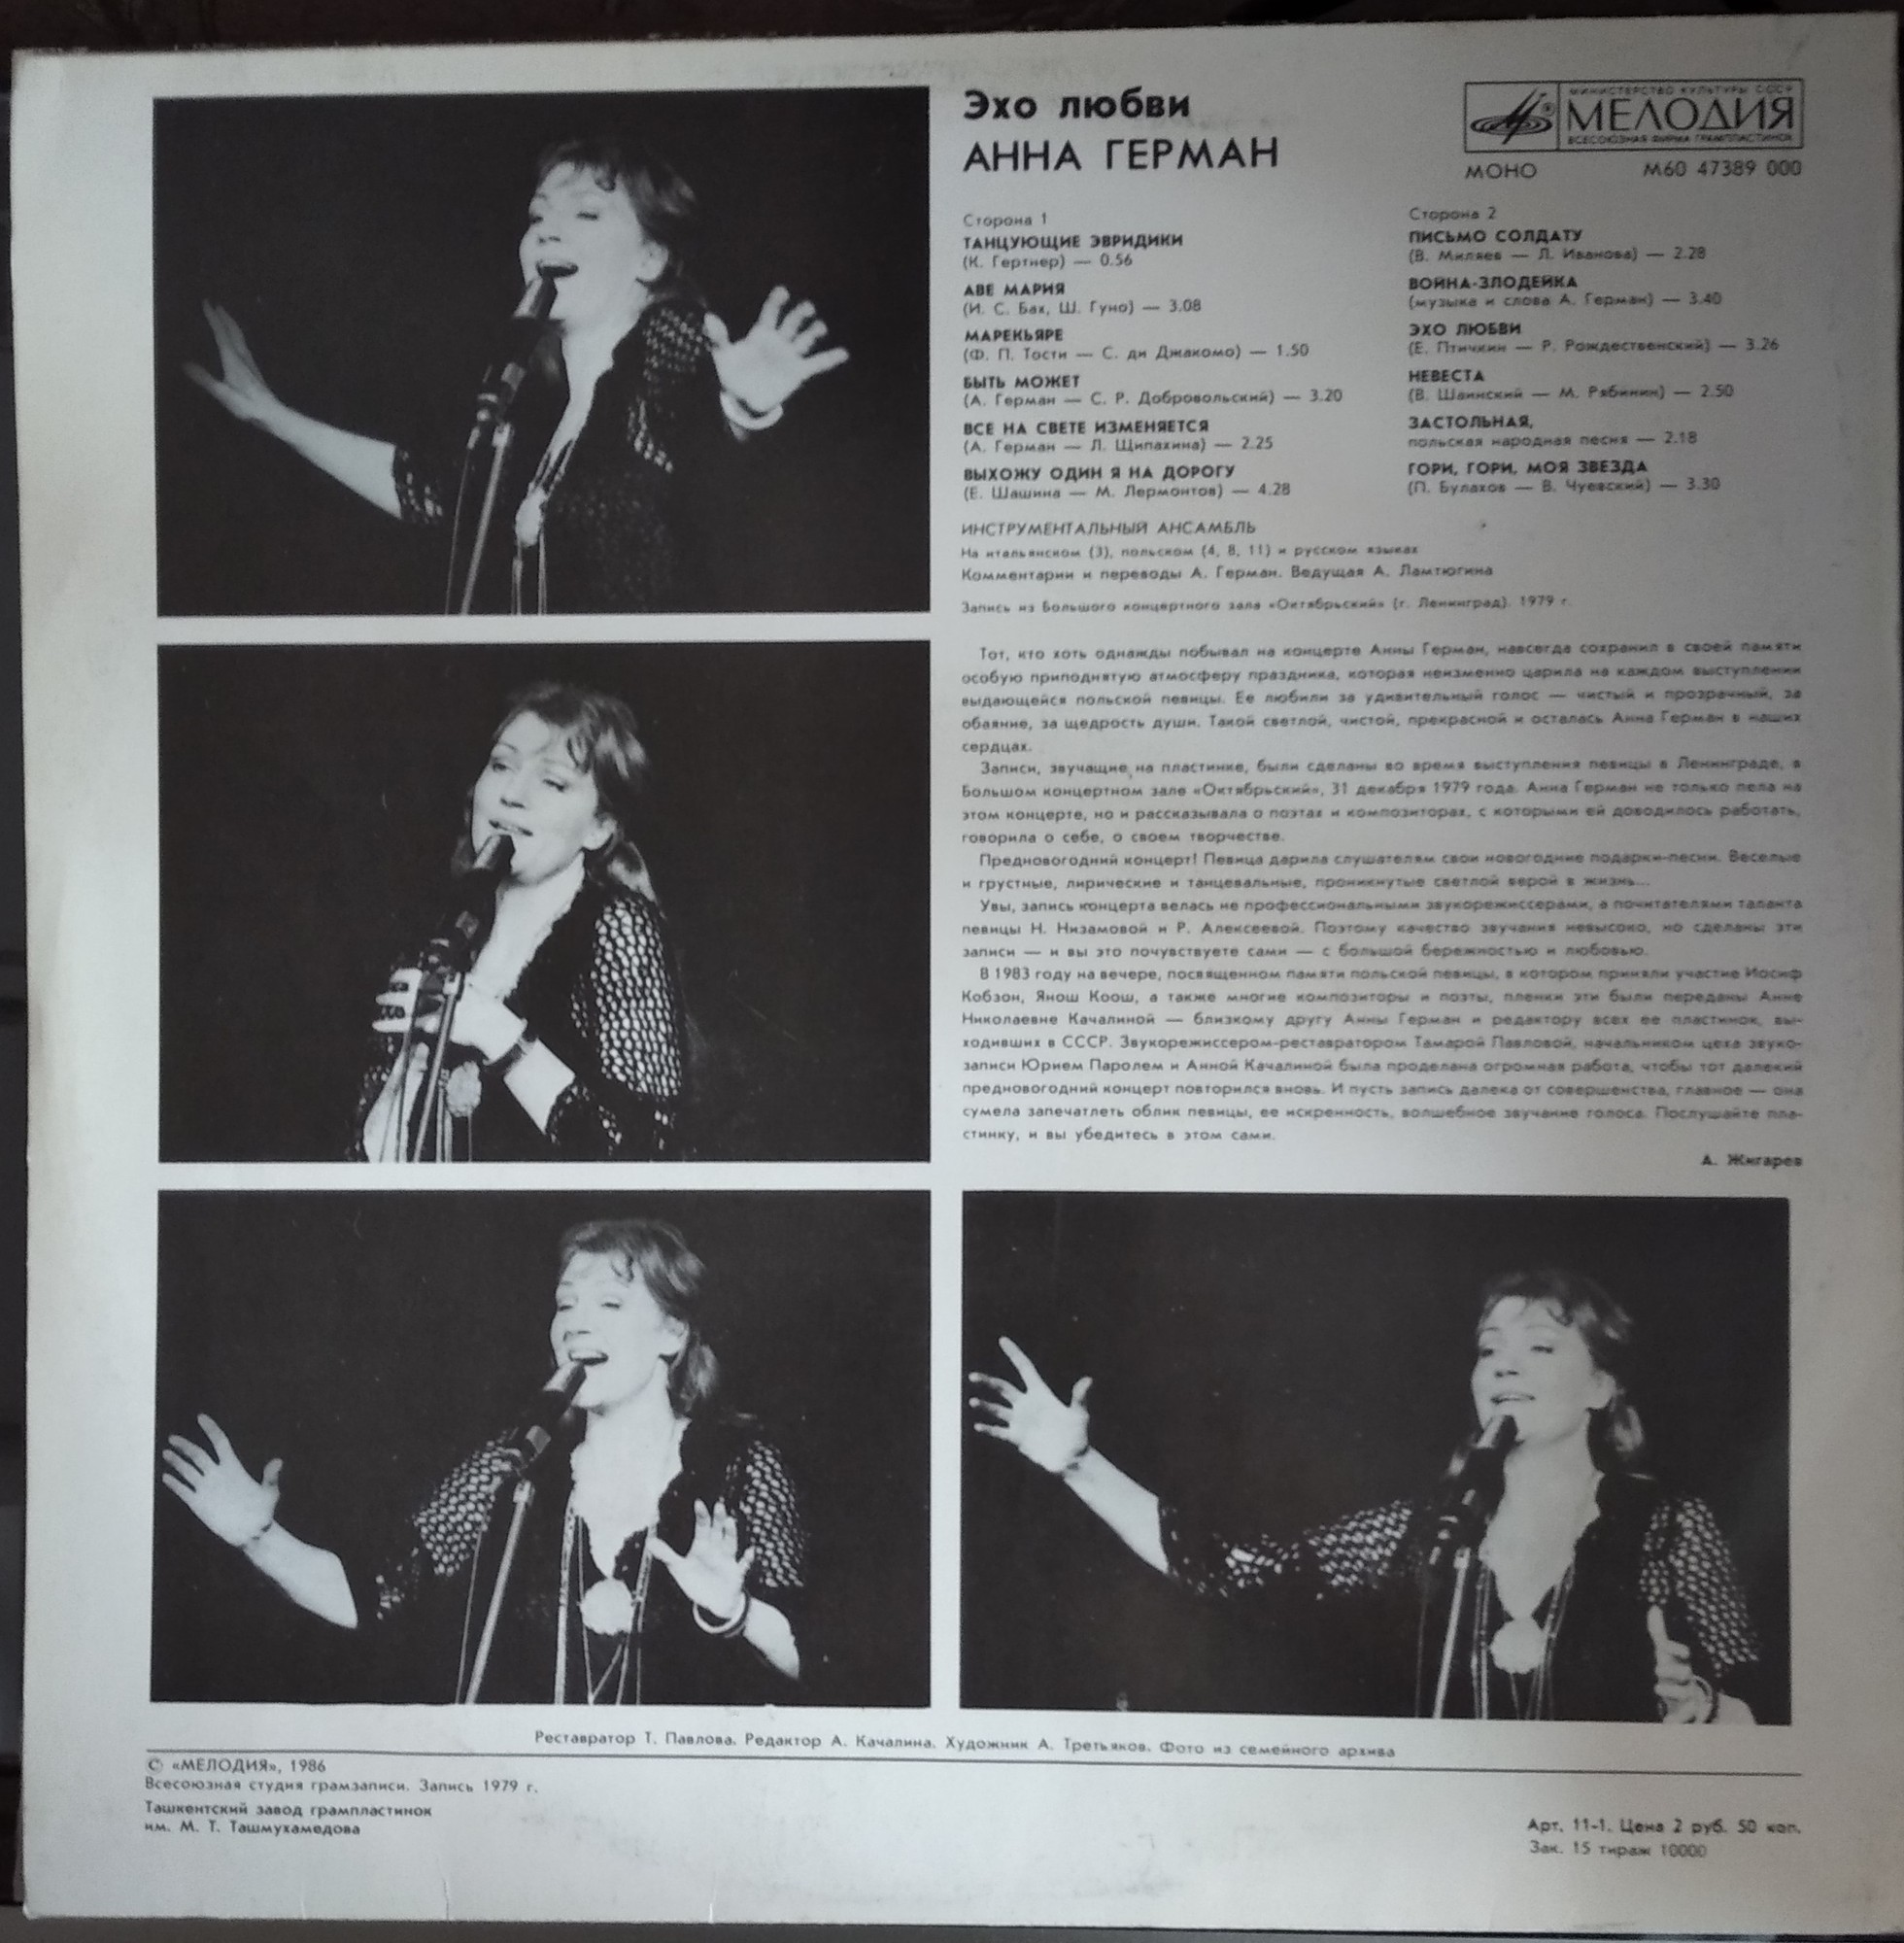 Эхо любви
АННА ГЕРМАН
МИНИСТЕРСТВО КУЛЬТУРЫ СССР
МЕЛОДИЯ
ВСЕСОЮЗНАЯ ФИРМА ГРАМПЛАСТИНОК
МОНО М60 47389 000
Сторона 1
ТАНЦУЮЩИЕ ЭВРИДИКИ
(К. Гертнер) — 0.56
АВЕ МАРИЯ
(И. С. Бах, Ш. Гуно) — 3.08
МАРЕКЬЯРЕ
(Ф. П. Тости — С. ди Джакомо) — 1.50
БЫТЬ МОЖЕТ
(А. Герман — С. Р. Добровольский) — 3.20
ВСЕ НА СВЕТЕ ИЗМЕНЯЕТСЯ
(А. Герман — Л. Щипахина) — 2.25
ВЫХОЖУ ОДИН Я НА ДОРОГУ
(Е. Шашина — М. Лермонтов) — 4.28
Сторона 2
ПИСЬМО СОЛДАТУ
(В. Миляев — Л. Иванова) — 2.28
ВОЙНА-ЗЛОДЕЙКА
(музыка и слова А. Герман) — 3.40
ЭХО ЛЮБВИ
(Е. Птичкин — Р. Рождественский) — 3.26
НЕВЕСТА
(В. Шаинский — М. Рябинин) — 2.50
ЗАСТОЛЬНАЯ,
польская народная песня — 2.18
ГОРИ, ГОРИ, МОЯ ЗВЕЗДА
(П. Булахов — В. Чуевский) — 3.30
ИНСТРУМЕНТАЛЬНЫЙ АНСАМБЛЬ
На итальянском (3), польском (4, 8, 11) и русском языках
Комментарии и переводы А. Герман. Ведущая А. Ламтюгина
Запись из Большого концертного зала «Октябрьский» (г. Ленинград). 1979 г.
Тот, кто хоть однажды побывал на концерте Анны Герман, навсегда сохранил в своей памяти
особую приподнятую атмосферу праздника, которая неизменно царила на каждом выступлении
выдающейся польской певицы. Ее любили за удивительный голос — чистый и прозрачный, за
обаяние, за щедрость души. Такой светлой, чистой, прекрасной и осталась Анна Герман в наших
сердцах.
Записи, звучащие на пластинке, были сделаны во время выступления певицы в Ленинграде, в
Большом концертном зале «Октябрьский», 31 декабря 1979 года. Анна Герман не только пела на
этом концерте, но и рассказывала о поэтах и композиторах, с которыми ей доводилось работать,
говорила о себе, о своем творчестве.
Предновогодний концерт! Певица дарила слушателям свои новогодние подарки-песни. Веселые
и грустные, лирические и танцевальные, проникнутые светлой верой в жизнь...
Увы, запись концерта велась не профессиональными звукорежиссерами, а почитателями таланта
певицы Н. Низамовой и Р. Алексеевой. Поэтому качество звучания невысоко, но сделаны эти
записи — и вы это почувствуете сами — с большой бережностью и любовью.
В 1983 году на вечере, посвященном памяти польской певицы, в котором приняли участие Иосиф
Кобзон, Янош Коош, а также многие композиторы и поэты, пленки эти были переданы Анне
Николаевне Качалиной — близкому другу Анны Герман и редактору всех ее пластинок, вы-
ходивших в СССР. Звукорежиссером-реставратором Тамарой Павловой, начальником цеха звуко-
записи Юрием Паролем и Анной Качалиной была проделана огромная работа, чтобы тот далекий
предновогодний концерт повторился вновь. И пусть запись далека от совершенства, главное — она
сумела запечатлеть облик певицы, ее искренность, волшебное звучание голоса. Послушайте пла-
стинку, и вы убедитесь в этом сами.
А. Жигарев
Реставратор Т. Павлова. Редактор А. Качалина. Художник А. Третьяков. Фото из семейного архива
© «МЕЛОДИЯ», 1986
Всесоюзная студия грамзаписи. Запись 1979 г.
Ташкентский завод грампластинок
им. М. Т. Ташмухамедова
Арт. 11-1. Цена 2 руб. 50 коп.
Зак. 15 тираж 10000